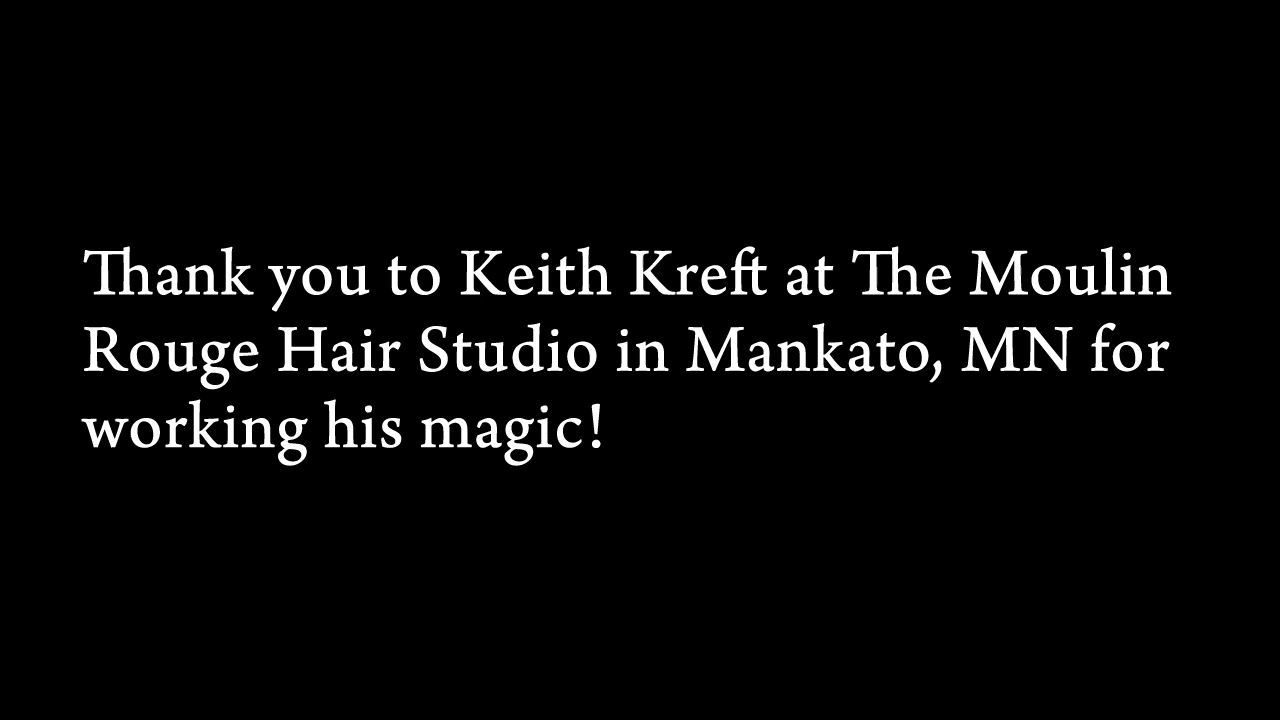 Thank you to Keith Kreft at The Moulin
Rouge Hair Studio in Mankato, MN for
working his magic!